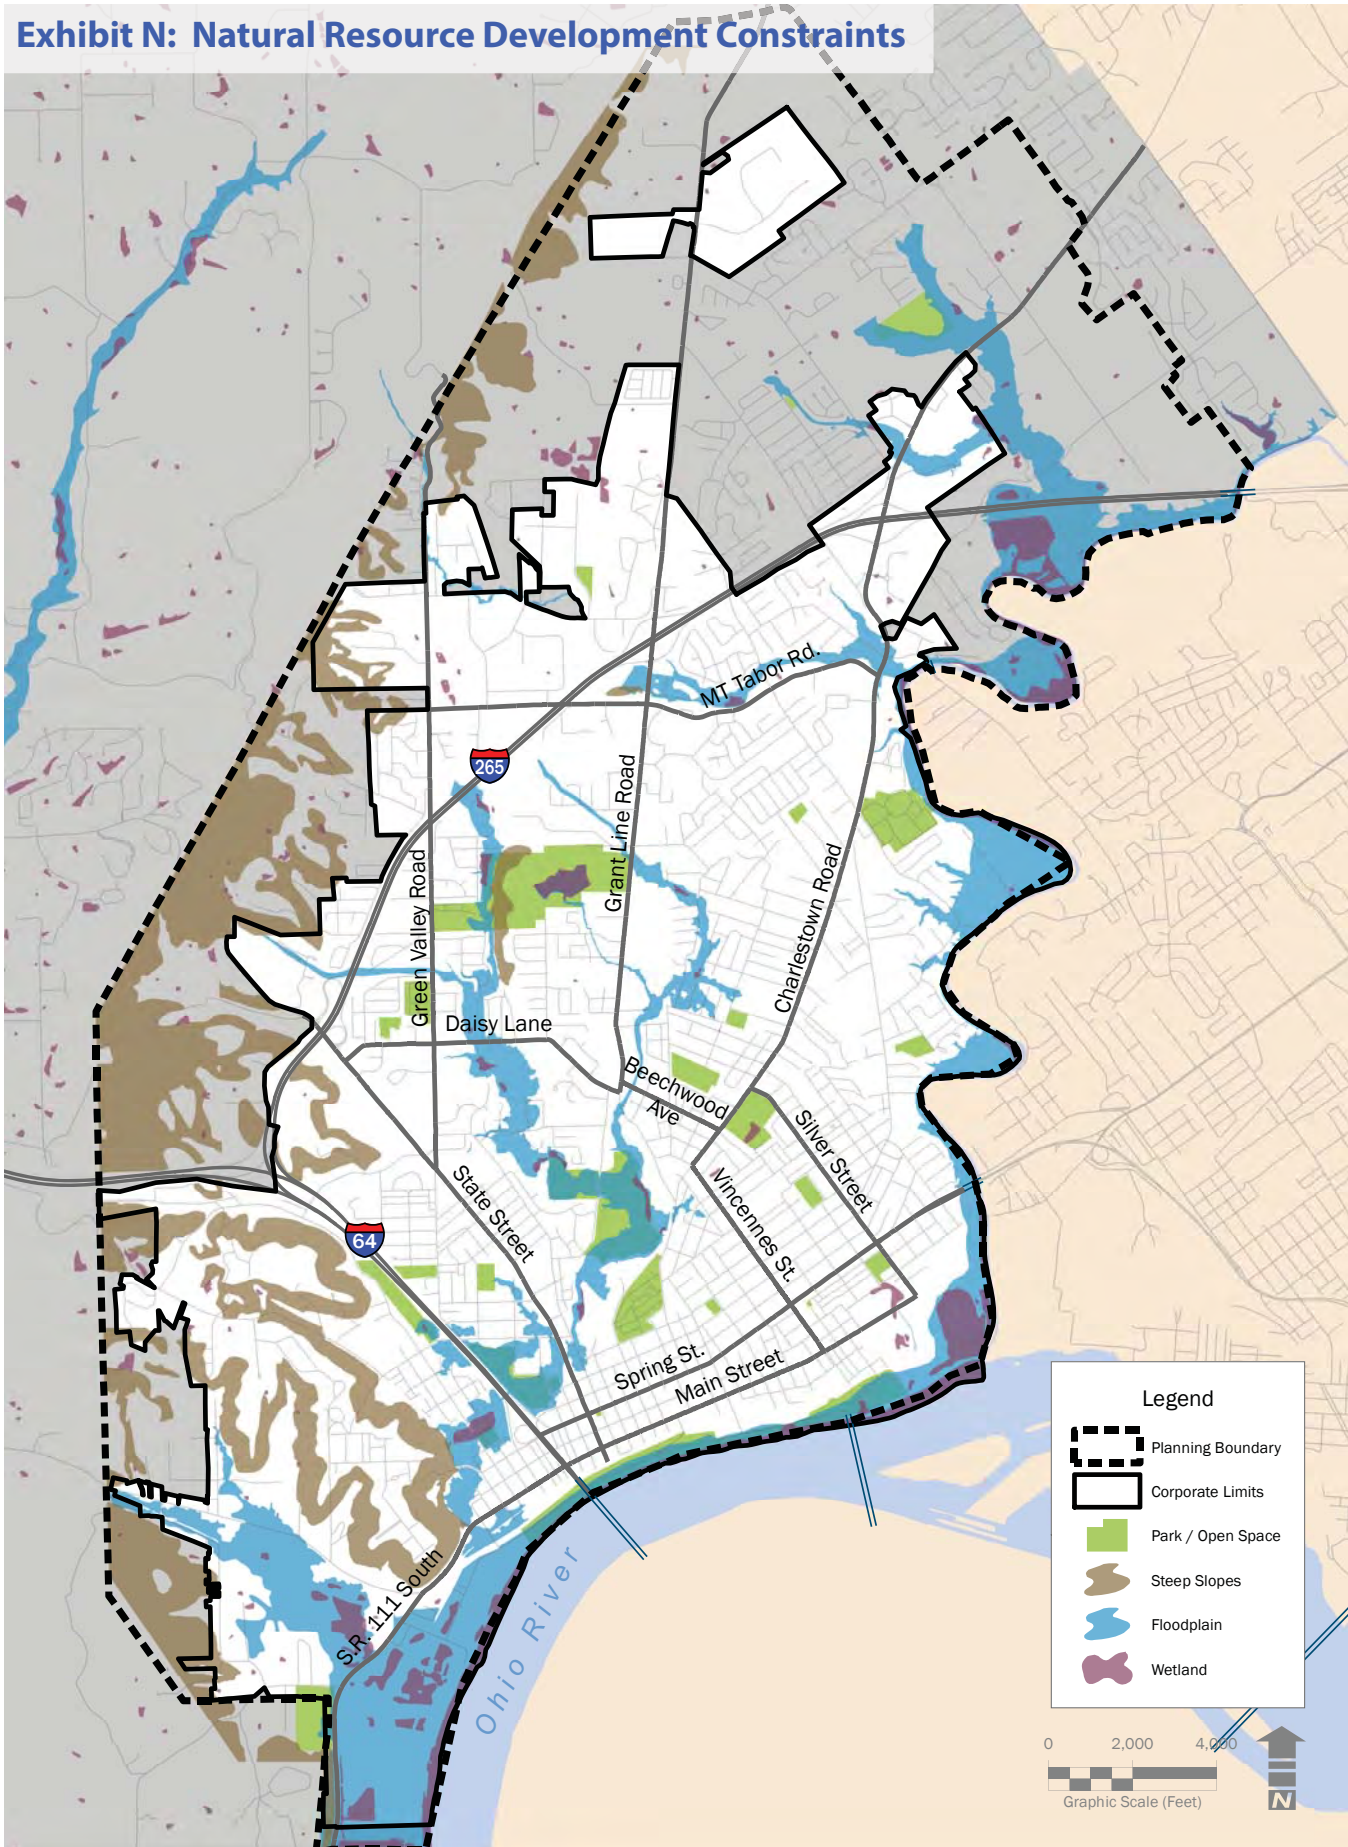 Exhibit N: Natural Resource Development Constraints
MT Tabor Rd.
265
Grant Line Road
Green Valley Road
Charlestown Road
Daisy Lane
Beechwood
Ave
Silver Street
State Street
Vincennes St.
64
Spring St.
Main Street
S.R. 111 South
Ohio River
Legend
Planning Boundary
Corporate Limits
Park / Open Space
Steep Slopes
Floodplain
Wetland
0 2,000 4,000
Graphic Scale (Feet)
N